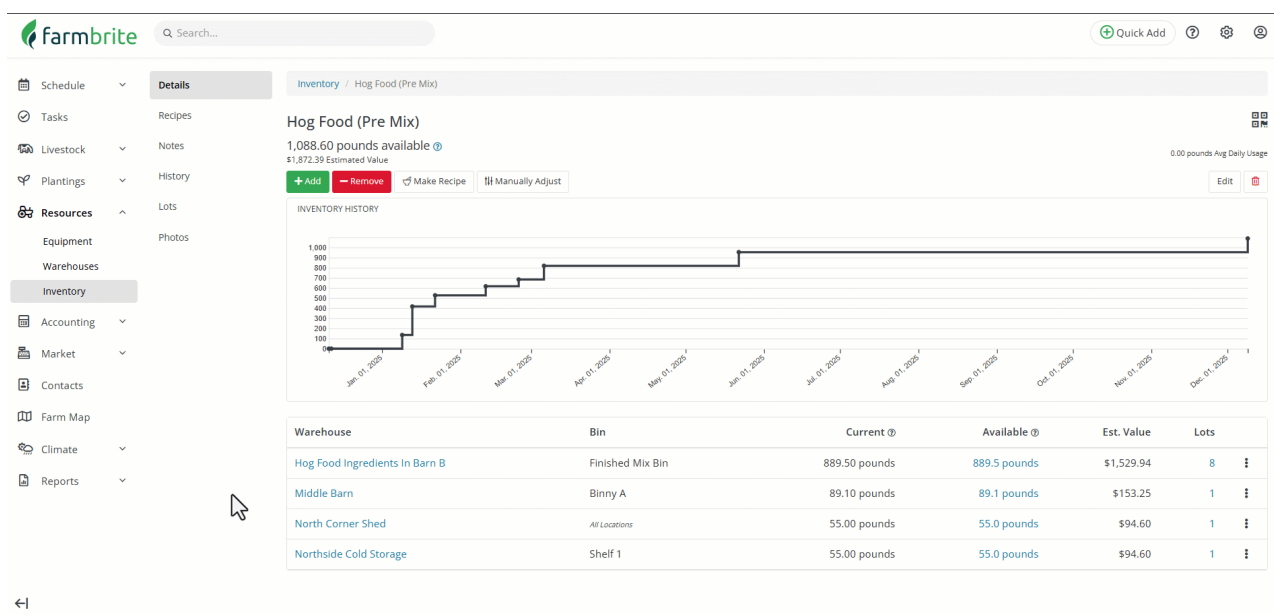 farmbrite
Search...
Quick Add
Schedule
Tasks
Livestock
Plantings
Resources
Equipment
Warehouses
Inventory
Accounting
Market
Contacts
Farm Map
Climate
Reports
Details
Recipes
Notes
History
Lots
Photos
Inventory / Hog Food (Pre Mix)
Hog Food (Pre Mix)
1,088.60 pounds available
$1,872.39 Estimated Value
0.00 pounds Avg Daily Usage
+ Add − Remove Make Recipe Manually Adjust Edit
INVENTORY HISTORY
1,000
900
800
700
600
500
400
300
200
100
0
Jan. 01, 2025 Feb. 01, 2025 Mar. 01, 2025 Apr. 01, 2025 May. 01, 2025 Jun. 01, 2025 Jul. 01, 2025 Aug. 01, 2025 Sep. 01, 2025 Oct. 01, 2025 Nov. 01, 2025 Dec. 01, 2025
Warehouse Bin Current Available Est. Value Lots
Hog Food Ingredients In Barn B Finished Mix Bin 889.50 pounds 889.5 pounds $1,529.94 8
Middle Barn Binny A 89.10 pounds 89.1 pounds $153.25 1
North Corner Shed All Locations 55.00 pounds 55.0 pounds $94.60 1
Northside Cold Storage Shelf 1 55.00 pounds 55.0 pounds $94.60 1